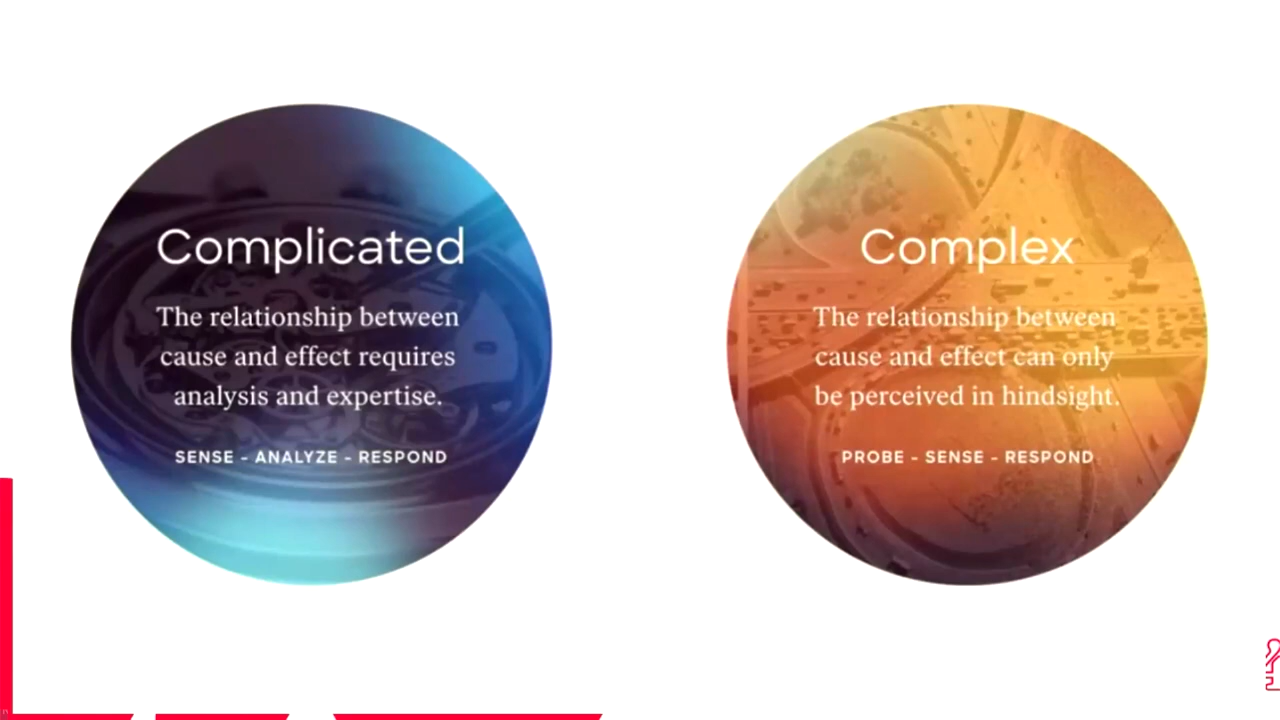 Complicated
The relationship between
cause and effect requires
analysis and expertise.
SENSE - ANALYZE - RESPOND
Complex
The relationship between
cause and effect can only
be perceived in hindsight.
PROBE - SENSE - RESPOND